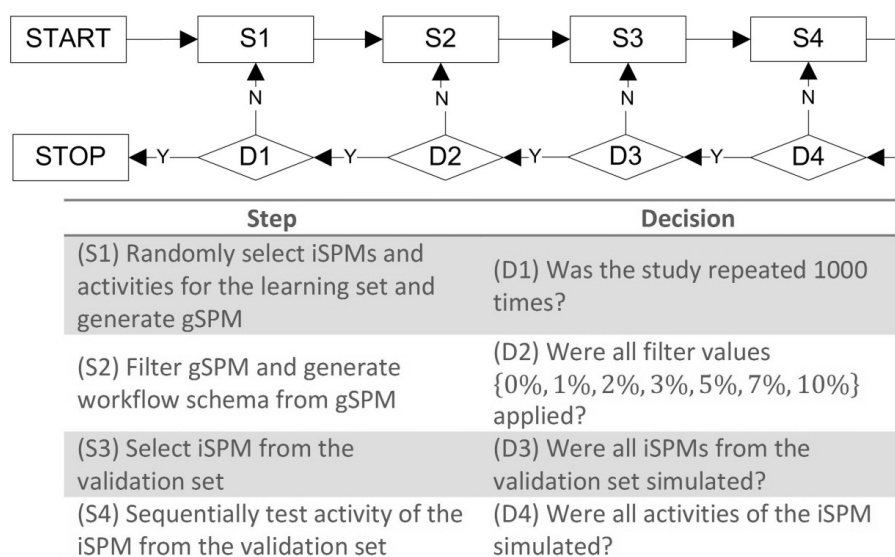 START
S1
S2
S3
S4
N
N
N
N
STOP
Y
D1
Y
D2
Y
D3
Y
D4
Step
Decision
(S1) Randomly select iSPMs and
activities for the learning set and
generate gSPM
(D1) Was the study repeated 1000
times?
(S2) Filter gSPM and generate
workflow schema from gSPM
(D2) Were all filter values
{0%, 1%, 2%, 3%, 5%, 7%, 10%}
applied?
(S3) Select iSPM from the
validation set
(D3) Were all iSPMs from the
validation set simulated?
(S4) Sequentially test activity of the
iSPM from the validation set
(D4) Were all activities of the iSPM
simulated?